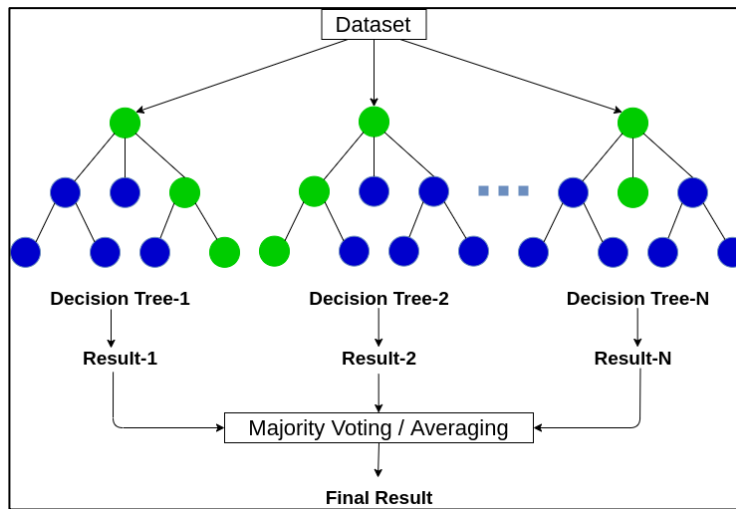 Dataset
Decision Tree-1
Decision Tree-2
Decision Tree-N
Result-1
Result-2
Result-N
Majority Voting / Averaging
Final Result